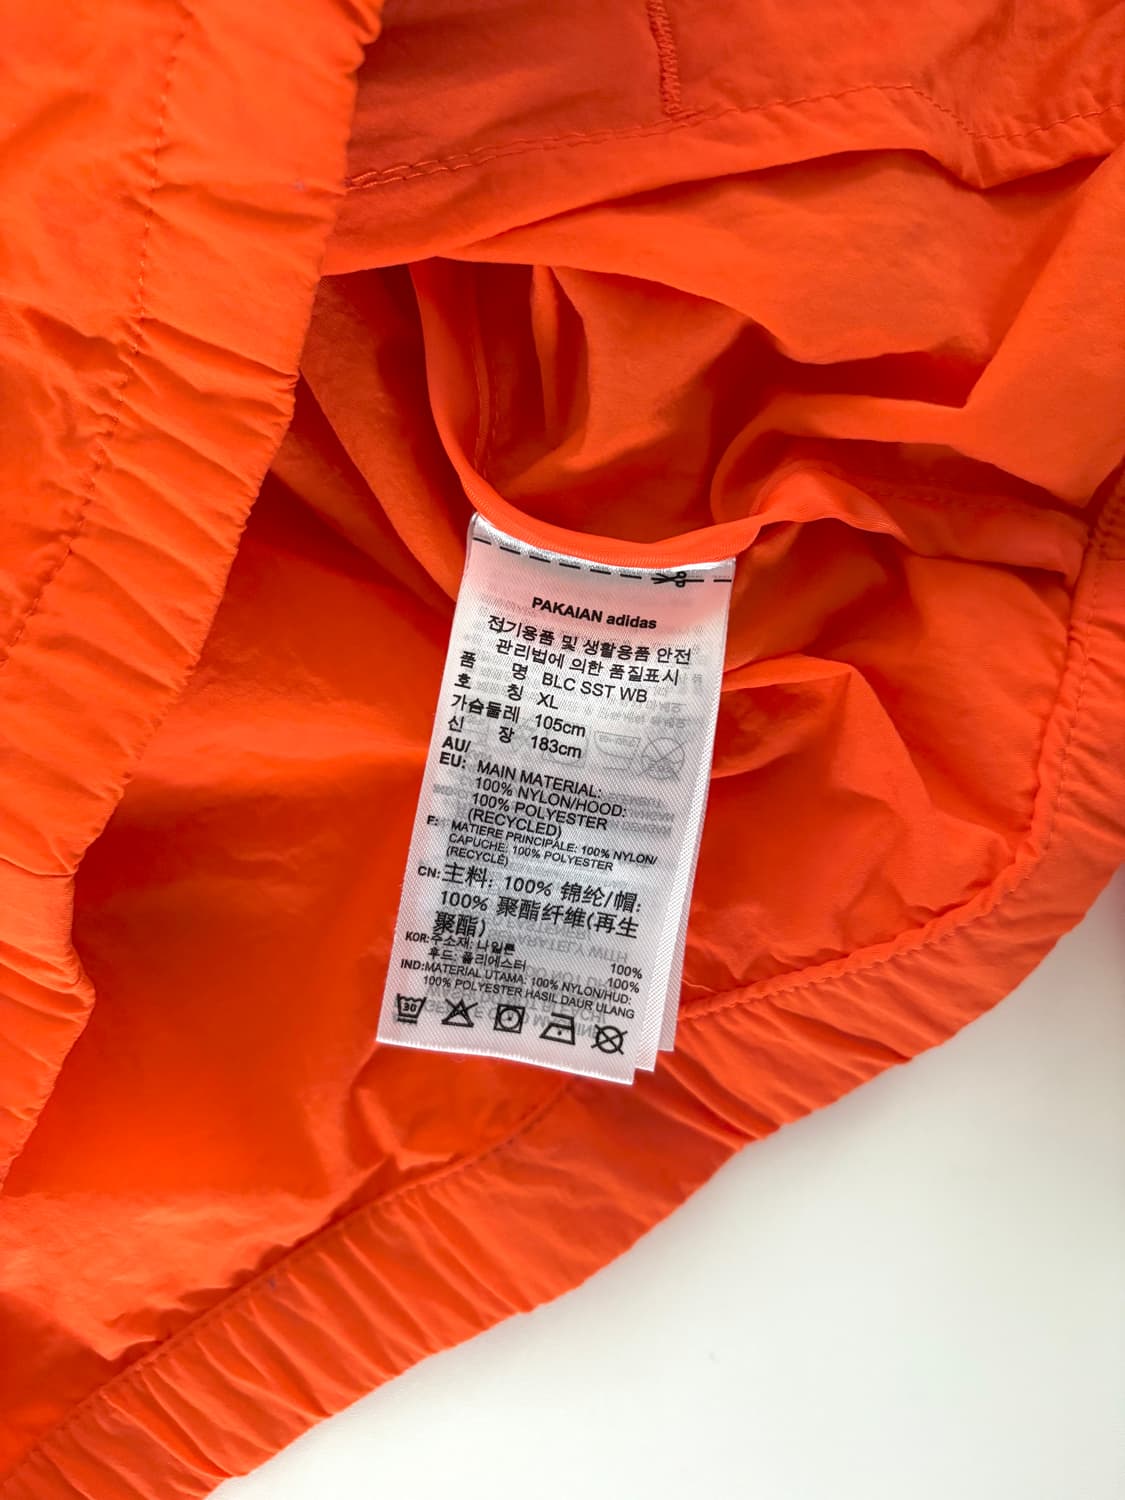 PAKAIAN adidas
전기용품 및 생활용품 안전
관리법에 의한 품질표시
품 명 BLC SST WB
호 칭 XL
가슴둘레 105cm
신 장 183cm
AU/
EU: MAIN MATERIAL:
100% NYLON/HOOD:
100% POLYESTER
(RECYCLED)
F: MATIERE PRINCIPALE: 100% NYLON/
CAPUCHE: 100% POLYESTER
(RECYCLÉ)
CN: 主料: 100% 锦纶/帽:
100% 聚酯纤维(再生
聚酯)
KOR: 주소재: 나일론 100%
후드: 폴리에스터 100%
IND: MATERIAL UTAMA: 100% NYLON/HUD:
100% POLYESTER HASIL DAUR ULANG
30